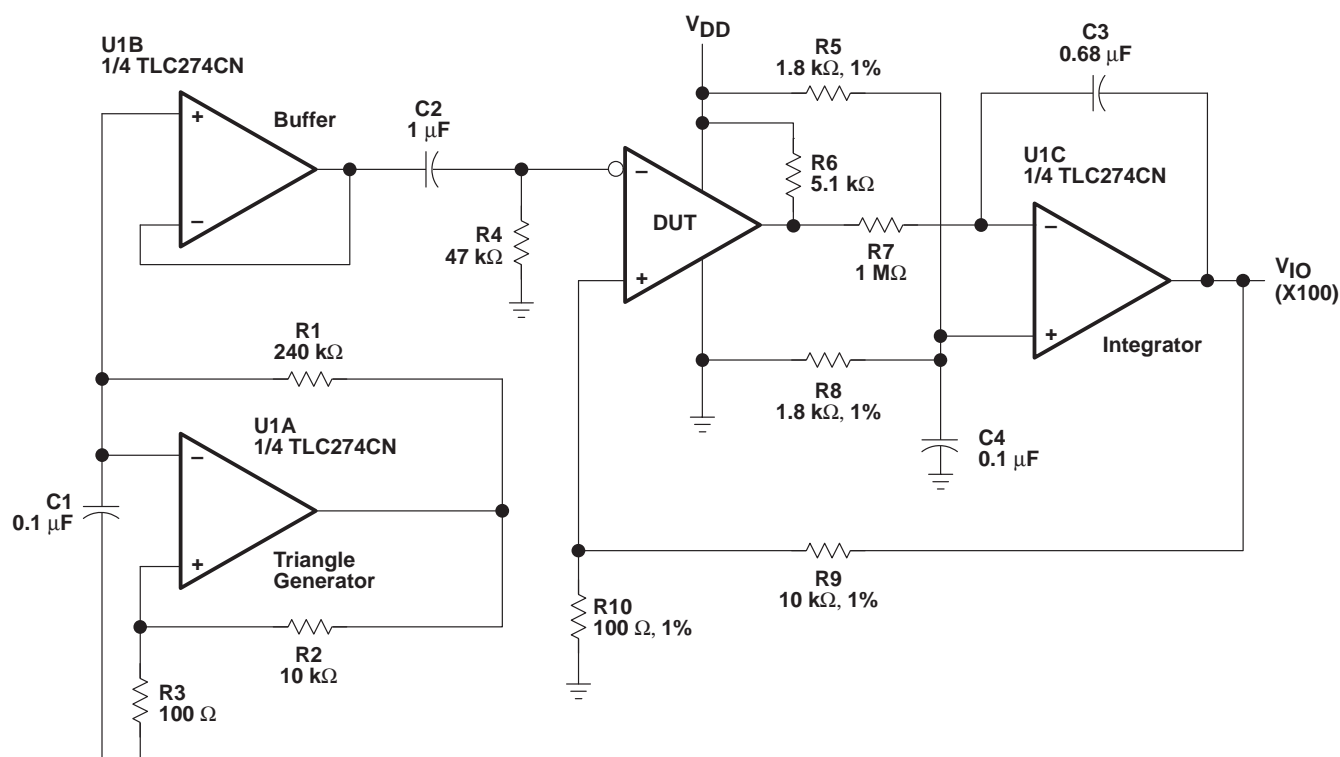 U1B
1/4 TLC274CN
+
−
Buffer
C2
1 µF
R4
47 kΩ
VDD
R5
1.8 kΩ, 1%
C3
0.68 µF
−
DUT
+
R6
5.1 kΩ
R7
1 MΩ
U1C
1/4 TLC274CN
−
+
Integrator
VIO
(X100)
R8
1.8 kΩ, 1%
C4
0.1 µF
R1
240 kΩ
U1A
1/4 TLC274CN
−
+
Triangle
Generator
C1
0.1 µF
R2
10 kΩ
R3
100 Ω
R9
10 kΩ, 1%
R10
100 Ω, 1%